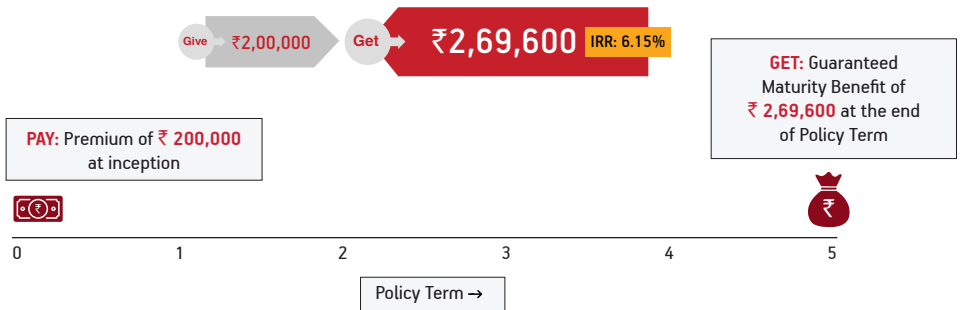 Give ₹2,00,000 Get ₹2,69,600 IRR: 6.15%
PAY: Premium of ₹ 200,000
at inception
GET: Guaranteed
Maturity Benefit of
₹ 2,69,600 at the end
of Policy Term
₹
₹
0 1 2 3 4 5
Policy Term →